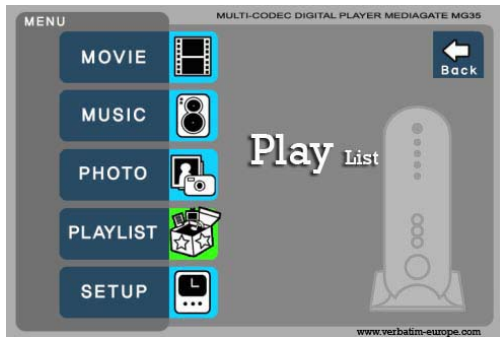 MENU
MULTI-CODEC DIGITAL PLAYER MEDIAGATE MG35
MOVIE
Back
MUSIC
Play List
PHOTO
PLAYLIST
SETUP
www.verbatim-europe.com